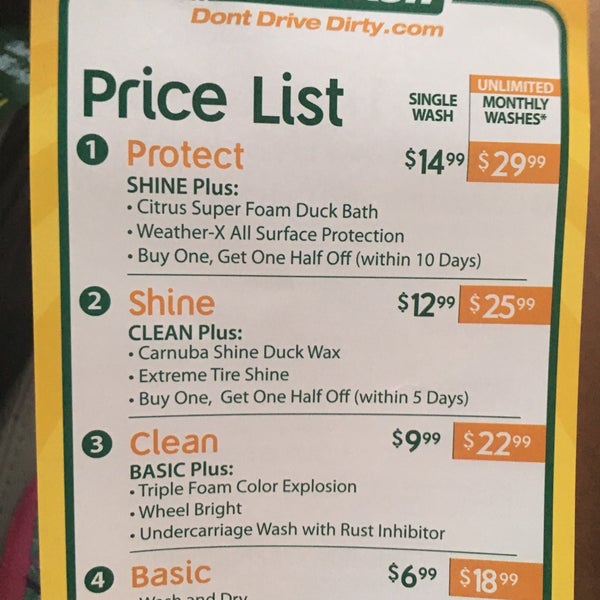 Dont Drive Dirty.com
Price List
SINGLE WASH
UNLIMITED
MONTHLY WASHES*
1 Protect $14.99 $29.99
SHINE Plus:
• Citrus Super Foam Duck Bath
• Weather-X All Surface Protection
• Buy One, Get One Half Off (within 10 Days)
2 Shine $12.99 $25.99
CLEAN Plus:
• Carnuba Shine Duck Wax
• Extreme Tire Shine
• Buy One, Get One Half Off (within 5 Days)
3 Clean $9.99 $22.99
BASIC Plus:
• Triple Foam Color Explosion
• Wheel Bright
• Undercarriage Wash with Rust Inhibitor
4 Basic $6.99 $18.99
Wash and Dry